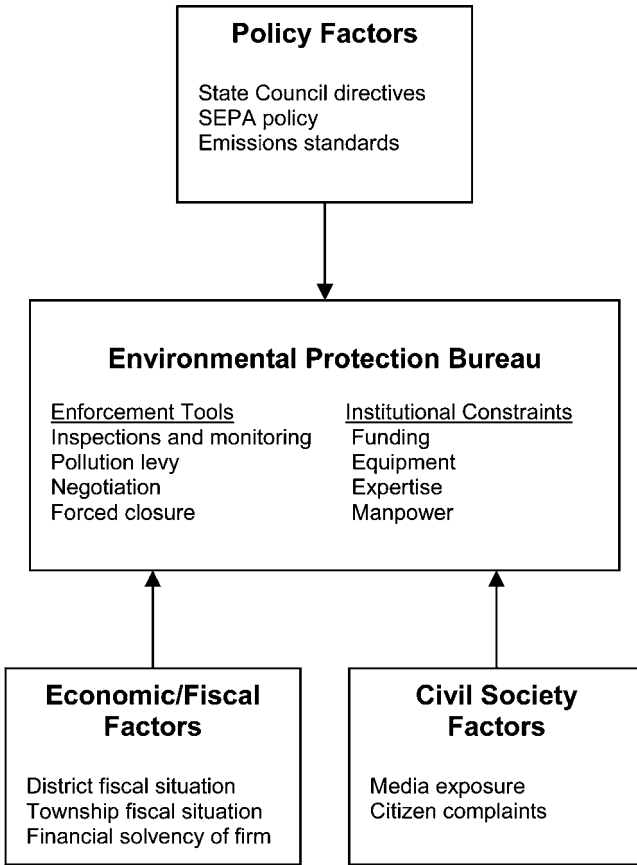 Policy Factors
State Council directives
SEPA policy
Emissions standards
Environmental Protection Bureau
Enforcement Tools
Inspections and monitoring
Pollution levy
Negotiation
Forced closure
Institutional Constraints
Funding
Equipment
Expertise
Manpower
Economic/Fiscal
Factors
District fiscal situation
Township fiscal situation
Financial solvency of firm
Civil Society
Factors
Media exposure
Citizen complaints